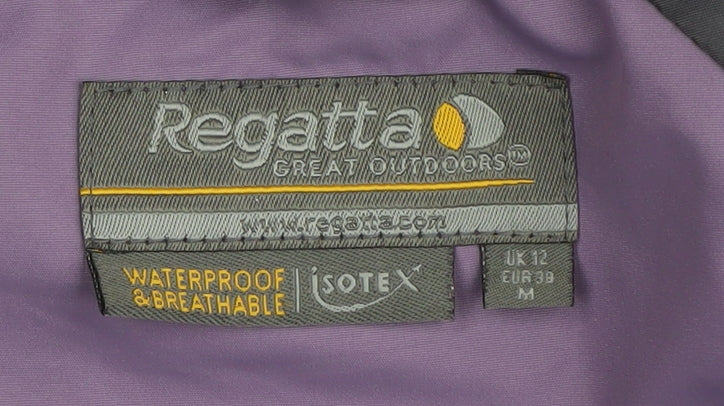 Regatta
GREAT OUTDOORS™
www.regatta.com
WATERPROOF
& BREATHABLE
ISOTEX
UK 12
EUR 38
M